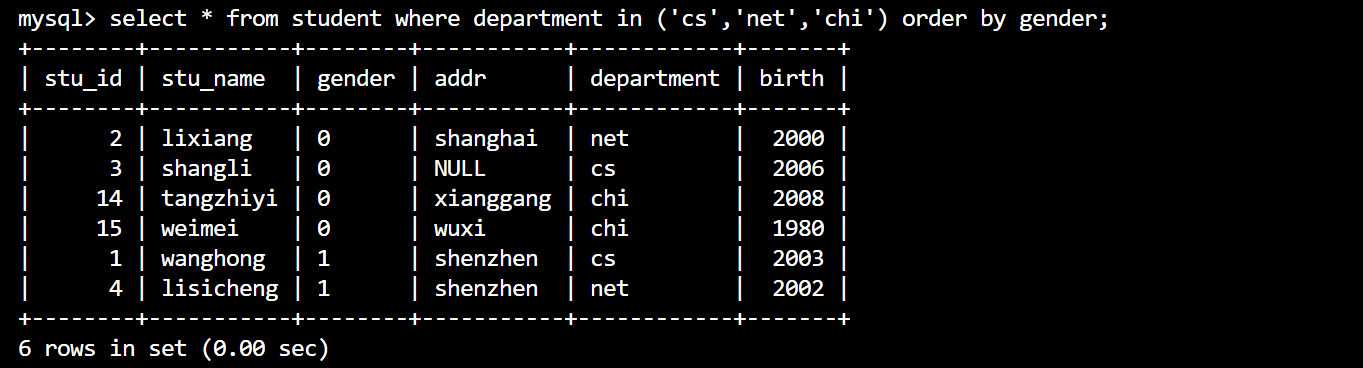 mysql> select * from student where department in ('cs','net','chi') order by gender;
+--------+-----------+--------+-----------+------------+-------+
| stu_id | stu_name  | gender | addr      | department | birth |
+--------+-----------+--------+-----------+------------+-------+
|      2 | lixiang   | 0      | shanghai  | net        |  2000 |
|      3 | shangli   | 0      | NULL      | cs         |  2006 |
|     14 | tangzhiyi | 0      | xianggang | chi        |  2008 |
|     15 | weimei    | 0      | wuxi      | chi        |  1980 |
|      1 | wanghong  | 1      | shenzhen  | cs         |  2003 |
|      4 | lisicheng | 1      | shenzhen  | net        |  2002 |
+--------+-----------+--------+-----------+------------+-------+
6 rows in set (0.00 sec)